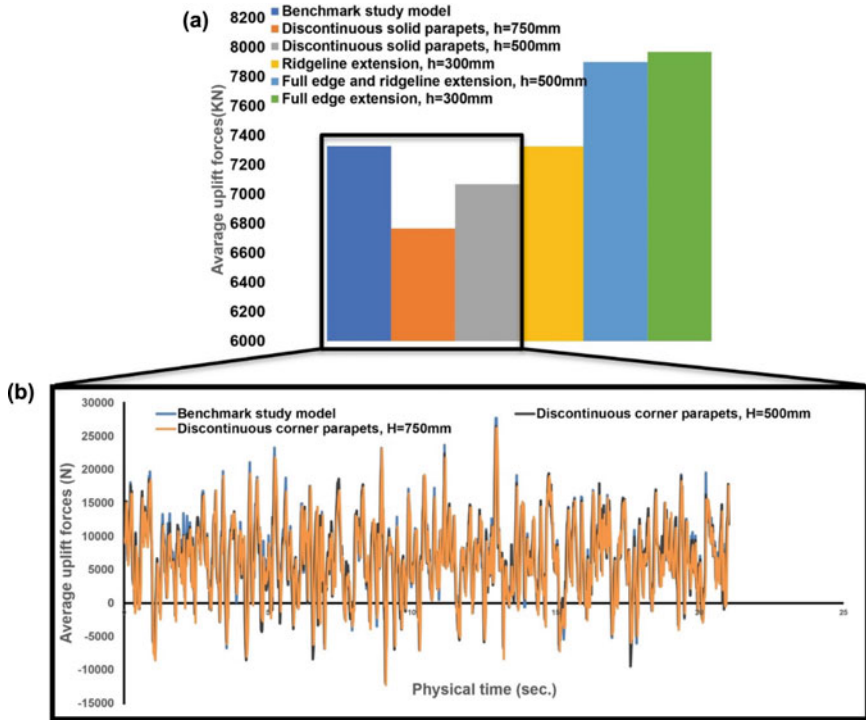 (a)
Benchmark study model
Discontinuous solid parapets, h=750mm
Discontinuous solid parapets, h=500mm
Ridgeline extension, h=300mm
Full edge and ridgeline extension, h=500mm
Full edge extension, h=300mm
Avarage uplift forces(KN)
8200
8000
7800
7600
7400
7200
7000
6800
6600
6400
6200
6000
(b)
Benchmark study model
Discontinuous corner parapets, H=500mm
Discontinuous corner parapets, H=750mm
Average uplift forces (N)
30000
25000
20000
15000
10000
5000
0
-5000
-10000
-15000
10
25
Physical time (sec.)